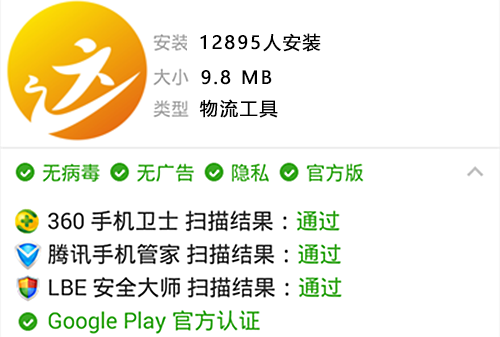 达
安装 12895人安装
大小 9.8 MB
类型 物流工具
无病毒 无广告 隐私 官方版
360 手机卫士 扫描结果：通过
腾讯手机管家 扫描结果：通过
LBE 安全大师 扫描结果：通过
Google Play 官方认证